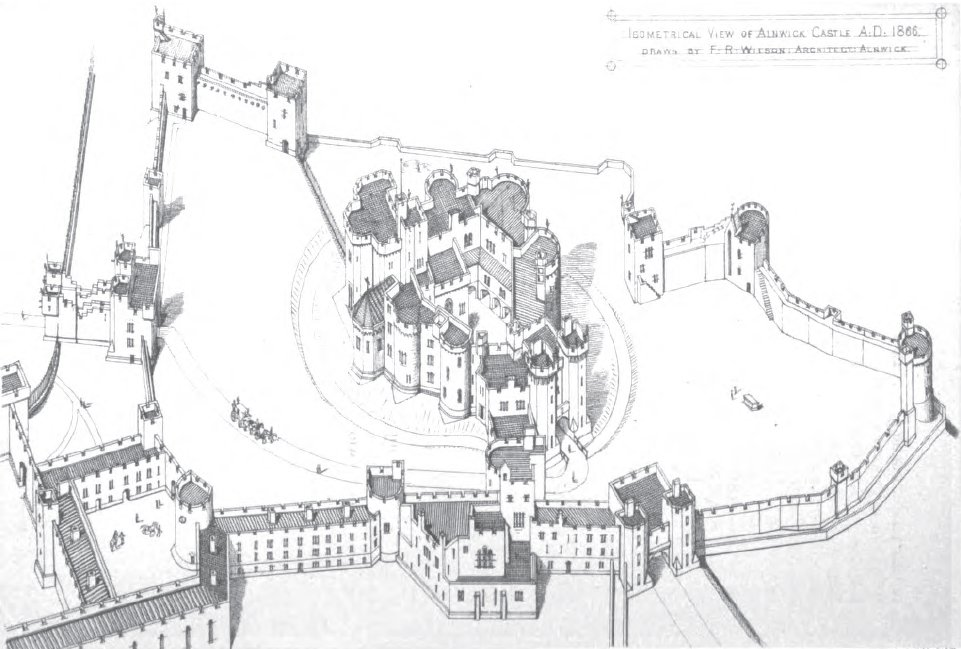 ISOMETRICAL VIEW OF ALNWICK CASTLE A.D. 1866.
DRAWN BY F. R. WILSON. ARCHITECT. ALNWICK.